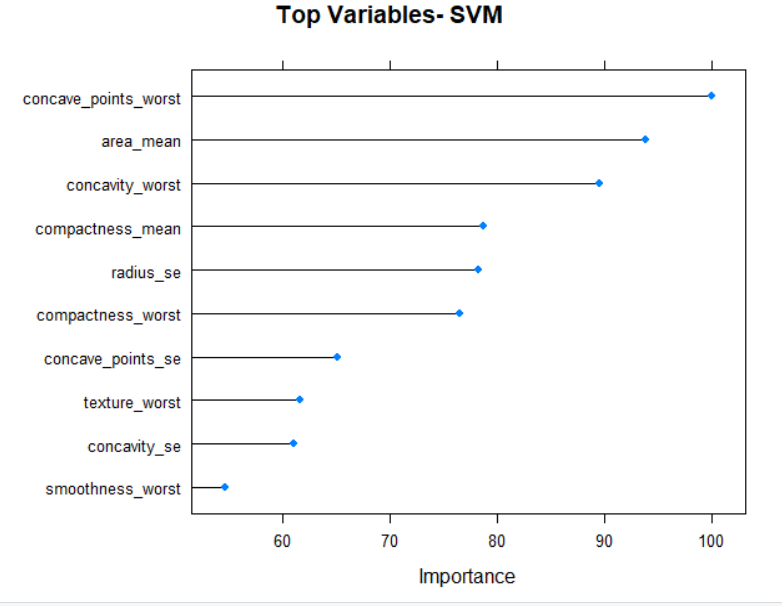 Top Variables- SVM
concave_points_worst
area_mean
concavity_worst
compactness_mean
radius_se
compactness_worst
concave_points_se
texture_worst
concavity_se
smoothness_worst
60 70 80 90 100
Importance